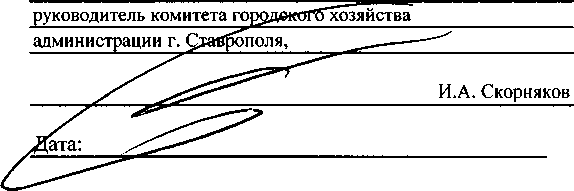 руководитель комитета городского хозяйства
администрации г. Ставрополя,
И.А. Скорняков
Дата: